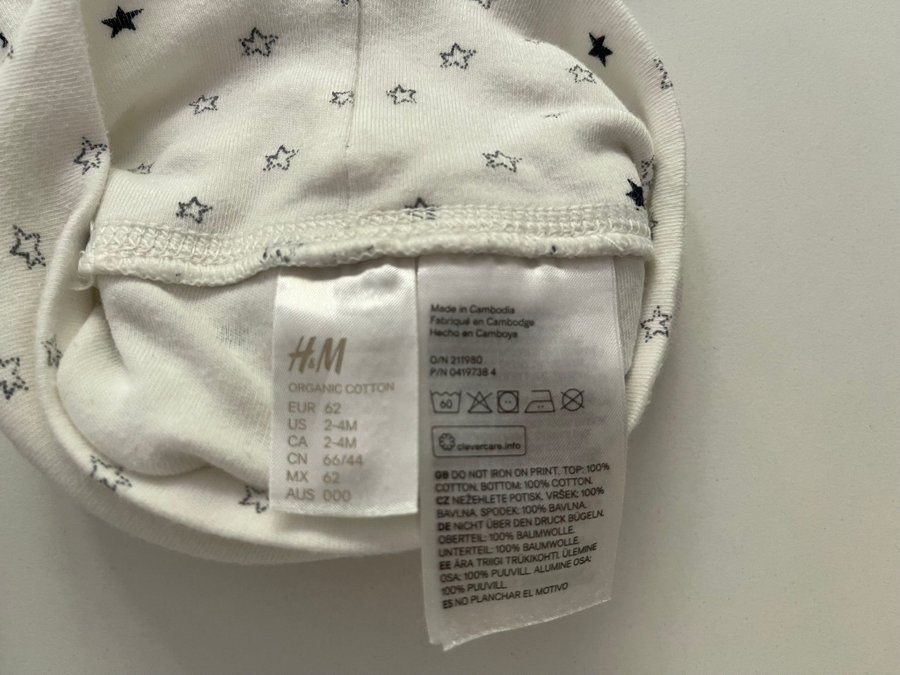 H&M
ORGANIC COTTON
EUR 62
US 2-4M
CA 2-4M
CN 66/44
MX 62
AUS 000
Made in Cambodia
Fabriqué en Cambodge
Hecho en Camboya
O/N 211980
P/N 0419738 4
60
clevercare.info
GB DO NOT IRON ON PRINT. TOP: 100%
COTTON. BOTTOM: 100% COTTON.
CZ NEŽEHLETE POTISK. VRŠEK: 100%
BAVLNA. SPODEK: 100% BAVLNA.
DE NICHT ÜBER DEN DRUCK BÜGELN.
OBERTEIL: 100% BAUMWOLLE.
UNTERTEIL: 100% BAUMWOLLE.
EE ÄRA TRIIGI TRÜKIKOHTI. ÜLEMINE
OSA: 100% PUUVILL. ALUMINE OSA:
100% PUUVILL.
ES NO PLANCHAR EL MOTIVO